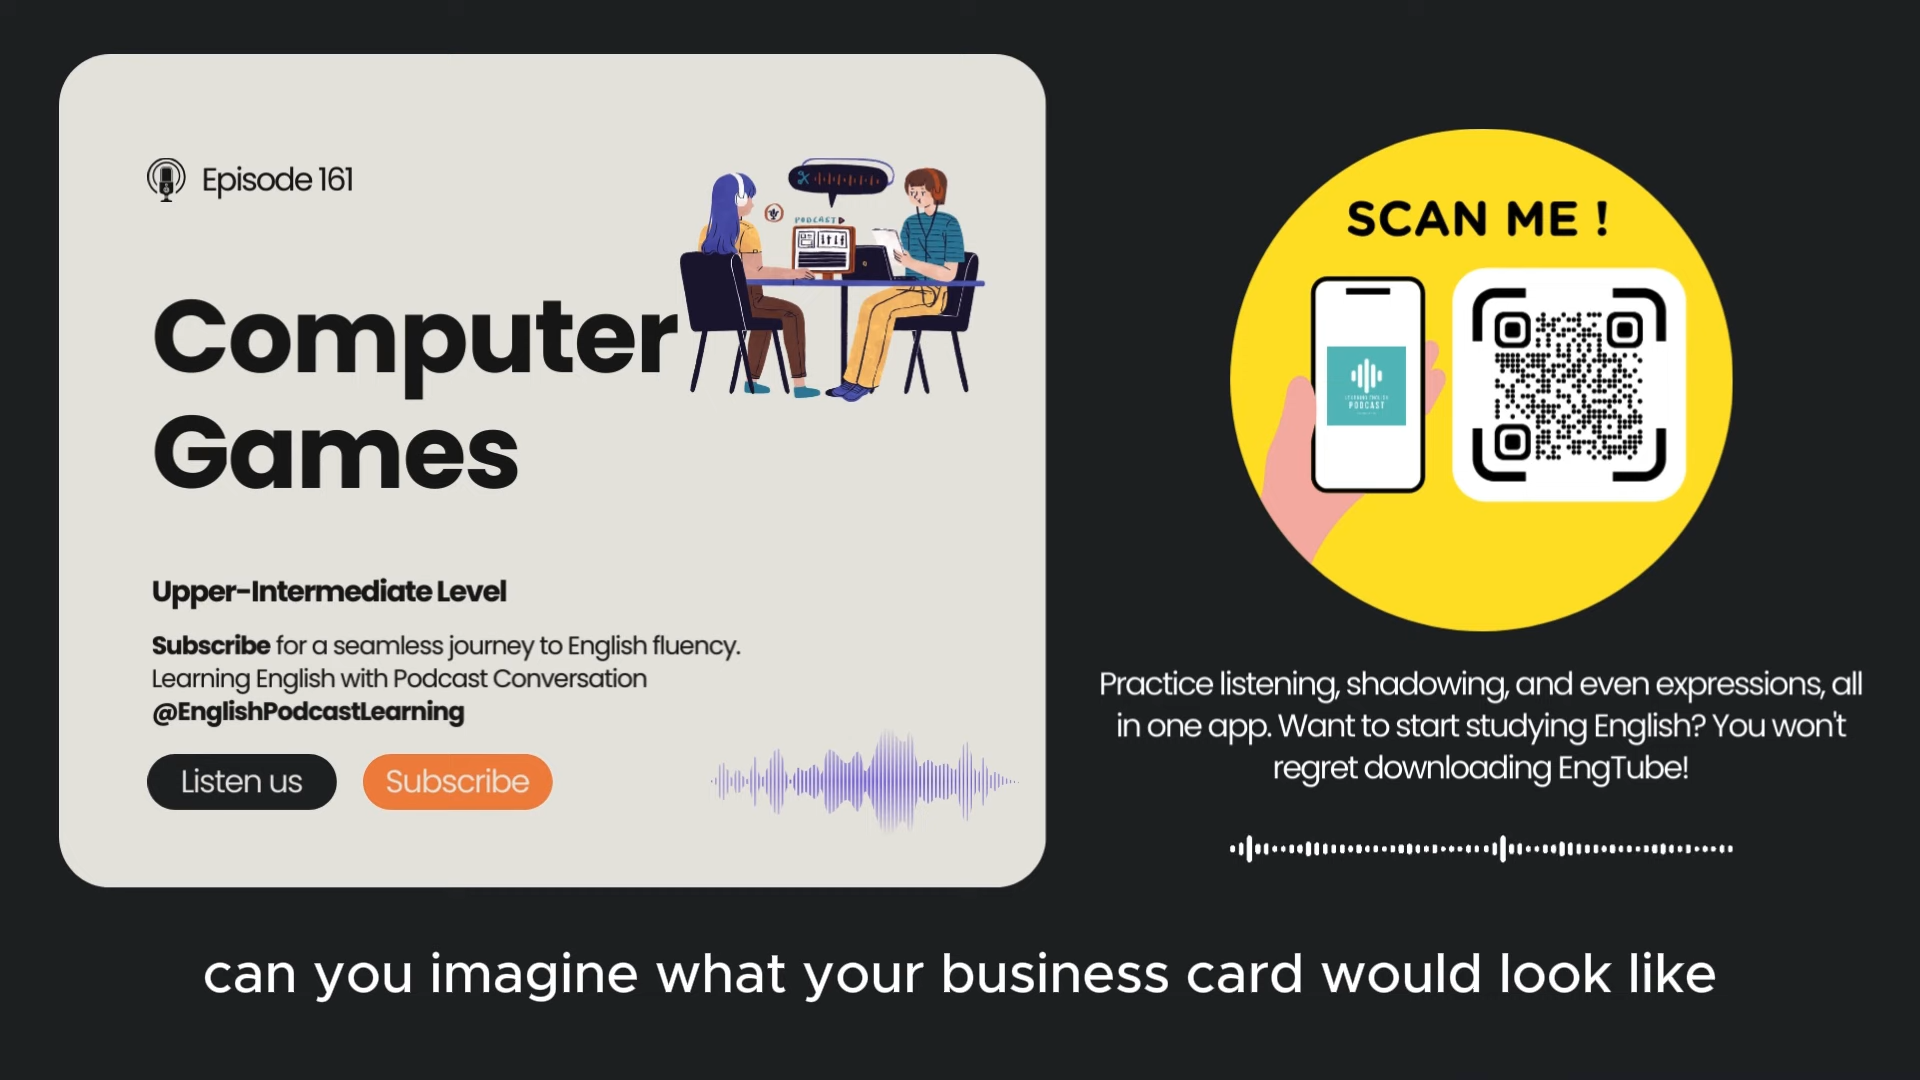 Episode 161
PODCAST
Computer
Games
Upper-Intermediate Level
Subscribe for a seamless journey to English fluency.
Learning English with Podcast Conversation
@EnglishPodcastLearning
Listen us
Subscribe
SCAN ME !
PODCAST
Practice listening, shadowing, and even expressions, all
in one app. Want to start studying English? You won't
regret downloading EngTube!
can you imagine what your business card would look like